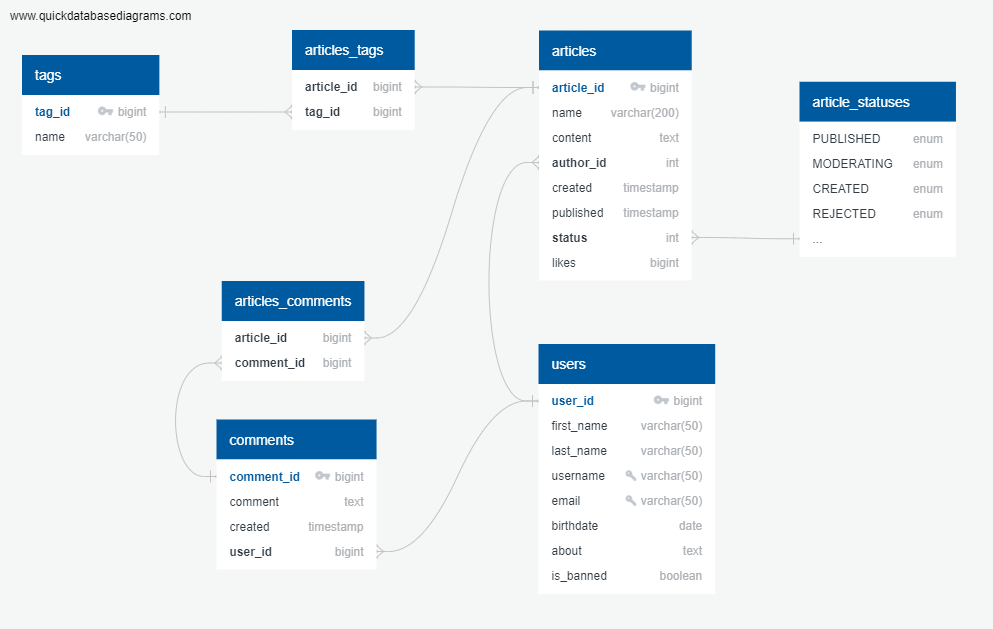 www.quickdatabasediagrams.com
tags
tag_id bigint
name varchar(50)
articles_tags
article_id bigint
tag_id bigint
articles
article_id bigint
name varchar(200)
content text
author_id int
created timestamp
published timestamp
status int
likes bigint
article_statuses
PUBLISHED enum
MODERATING enum
CREATED enum
REJECTED enum
...
articles_comments
article_id bigint
comment_id bigint
comments
comment_id bigint
comment text
created timestamp
user_id bigint
users
user_id bigint
first_name varchar(50)
last_name varchar(50)
username varchar(50)
email varchar(50)
birthdate date
about text
is_banned boolean